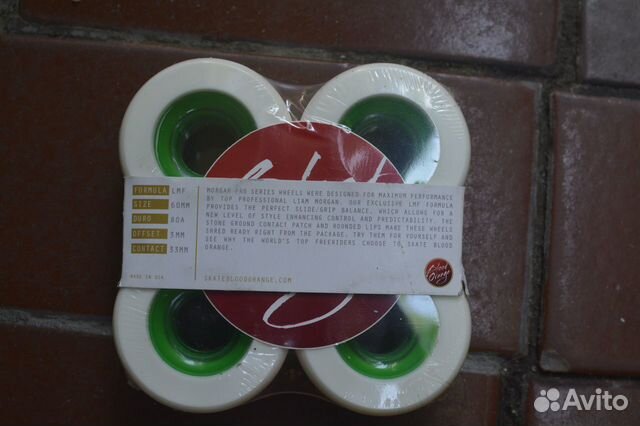 FORMULA LMF
SIZE 60MM
DURO 80A
OFFSET 3MM
CONTACT 33MM
MADE IN USA
MORGAN PRO SERIES WHEELS WERE DESIGNED FOR MAXIMUM PERFORMANCE
BY TOP PROFESSIONAL LIAM MORGAN. OUR EXCLUSIVE LMF FORMULA
PROVIDES THE PERFECT SLIDE/GRIP BALANCE, WHICH ALLOWS FOR A
NEW LEVEL OF STYLE ENHANCING CONTROL AND PREDICTABILITY. THE
STONE GROUND CONTACT PATCH AND ROUNDED LIPS MAKE THESE WHEELS
SHRED READY RIGHT FROM THE PACKAGE. TRY THEM FOR YOURSELF AND
SEE WHY THE WORLD'S TOP FREERIDERS CHOOSE TO SKATE BLOOD
ORANGE.
SKATEBLOODORANGE.COM
Blood
Orange
Avito